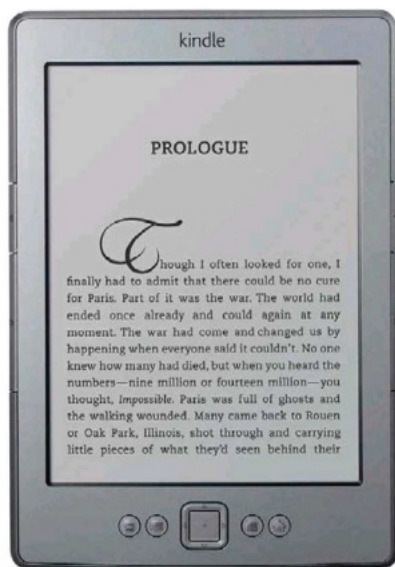 kindle
PROLOGUE
Though I often looked for one, I
finally had to admit that there could be no cure
for Paris. Part of it was the war. The world had
ended once already and could again at any
moment. The war had come and changed us by
happening when everyone said it couldn't. No one
knew how many had died, but when you heard the
numbers—nine million or fourteen million—you
thought, Impossible. Paris was full of ghosts and
the walking wounded. Many came back to Rouen
or Oak Park, Illinois, shot through and carrying
little pieces of what they'd seen behind their